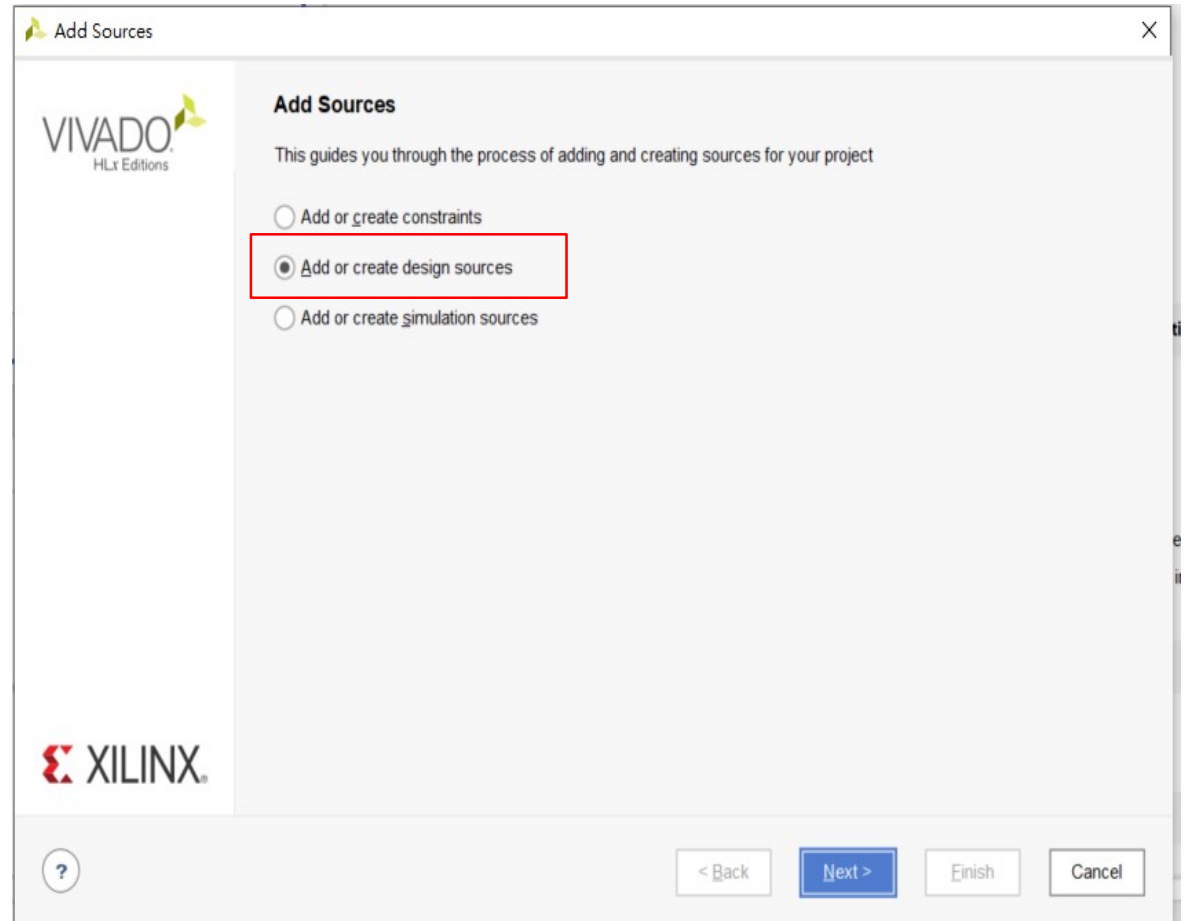 Add Sources
VIVADO.
HLx Editions
Add Sources
This guides you through the process of adding and creating sources for your project
Add or create constraints
Add or create design sources
Add or create simulation sources
XILINX.
?
< Back
Next >
Finish
Cancel